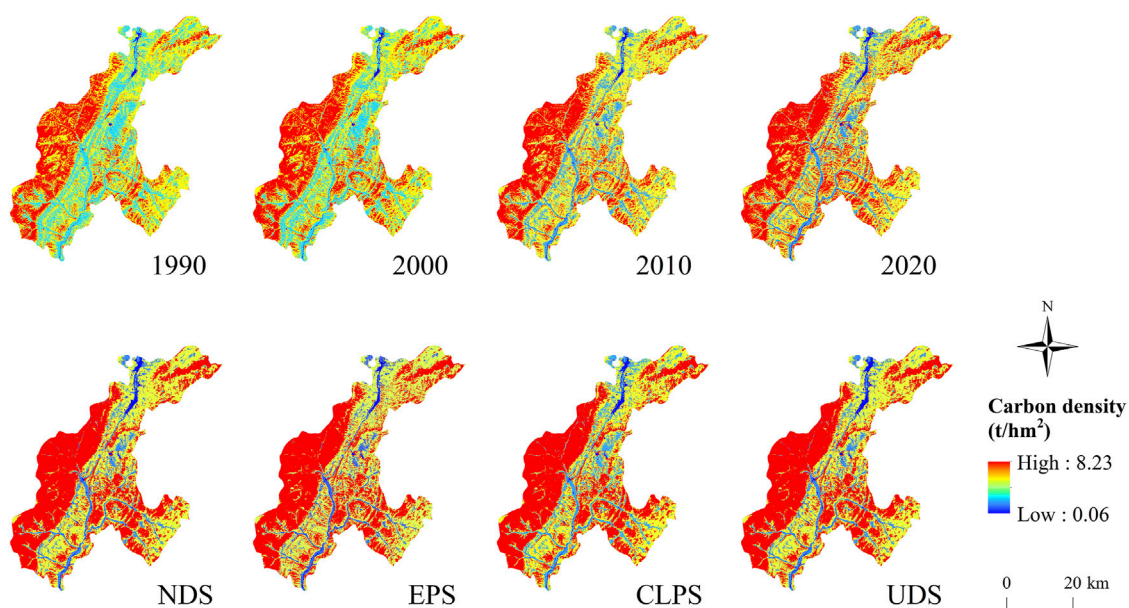 1990
2000
2010
2020
NDS
EPS
CLPS
UDS
N
Carbon density
(t/hm²)
High : 8.23
Low : 0.06
0 20 km